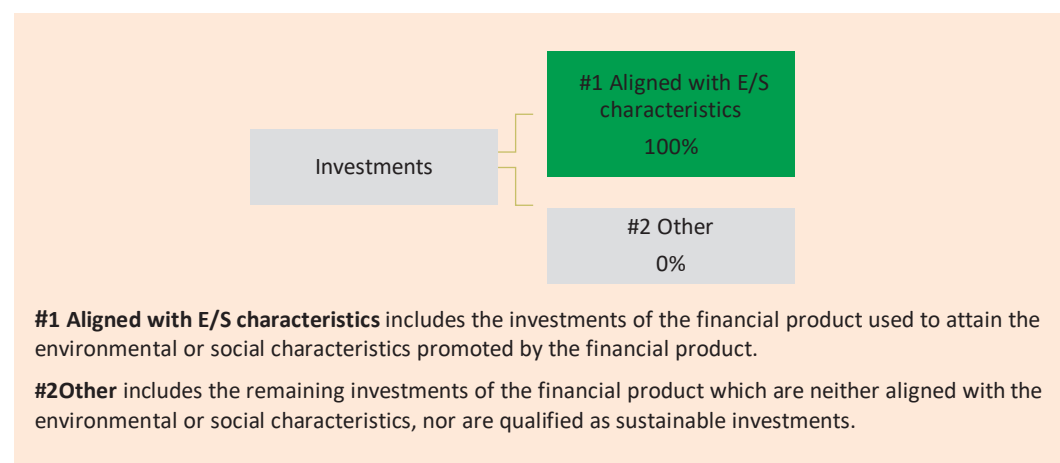 #1 Aligned with E/S
characteristics
100%
Investments
#2 Other
0%
#1 Aligned with E/S characteristics includes the investments of the financial product used to attain the
environmental or social characteristics promoted by the financial product.
#2Other includes the remaining investments of the financial product which are neither aligned with the
environmental or social characteristics, nor are qualified as sustainable investments.